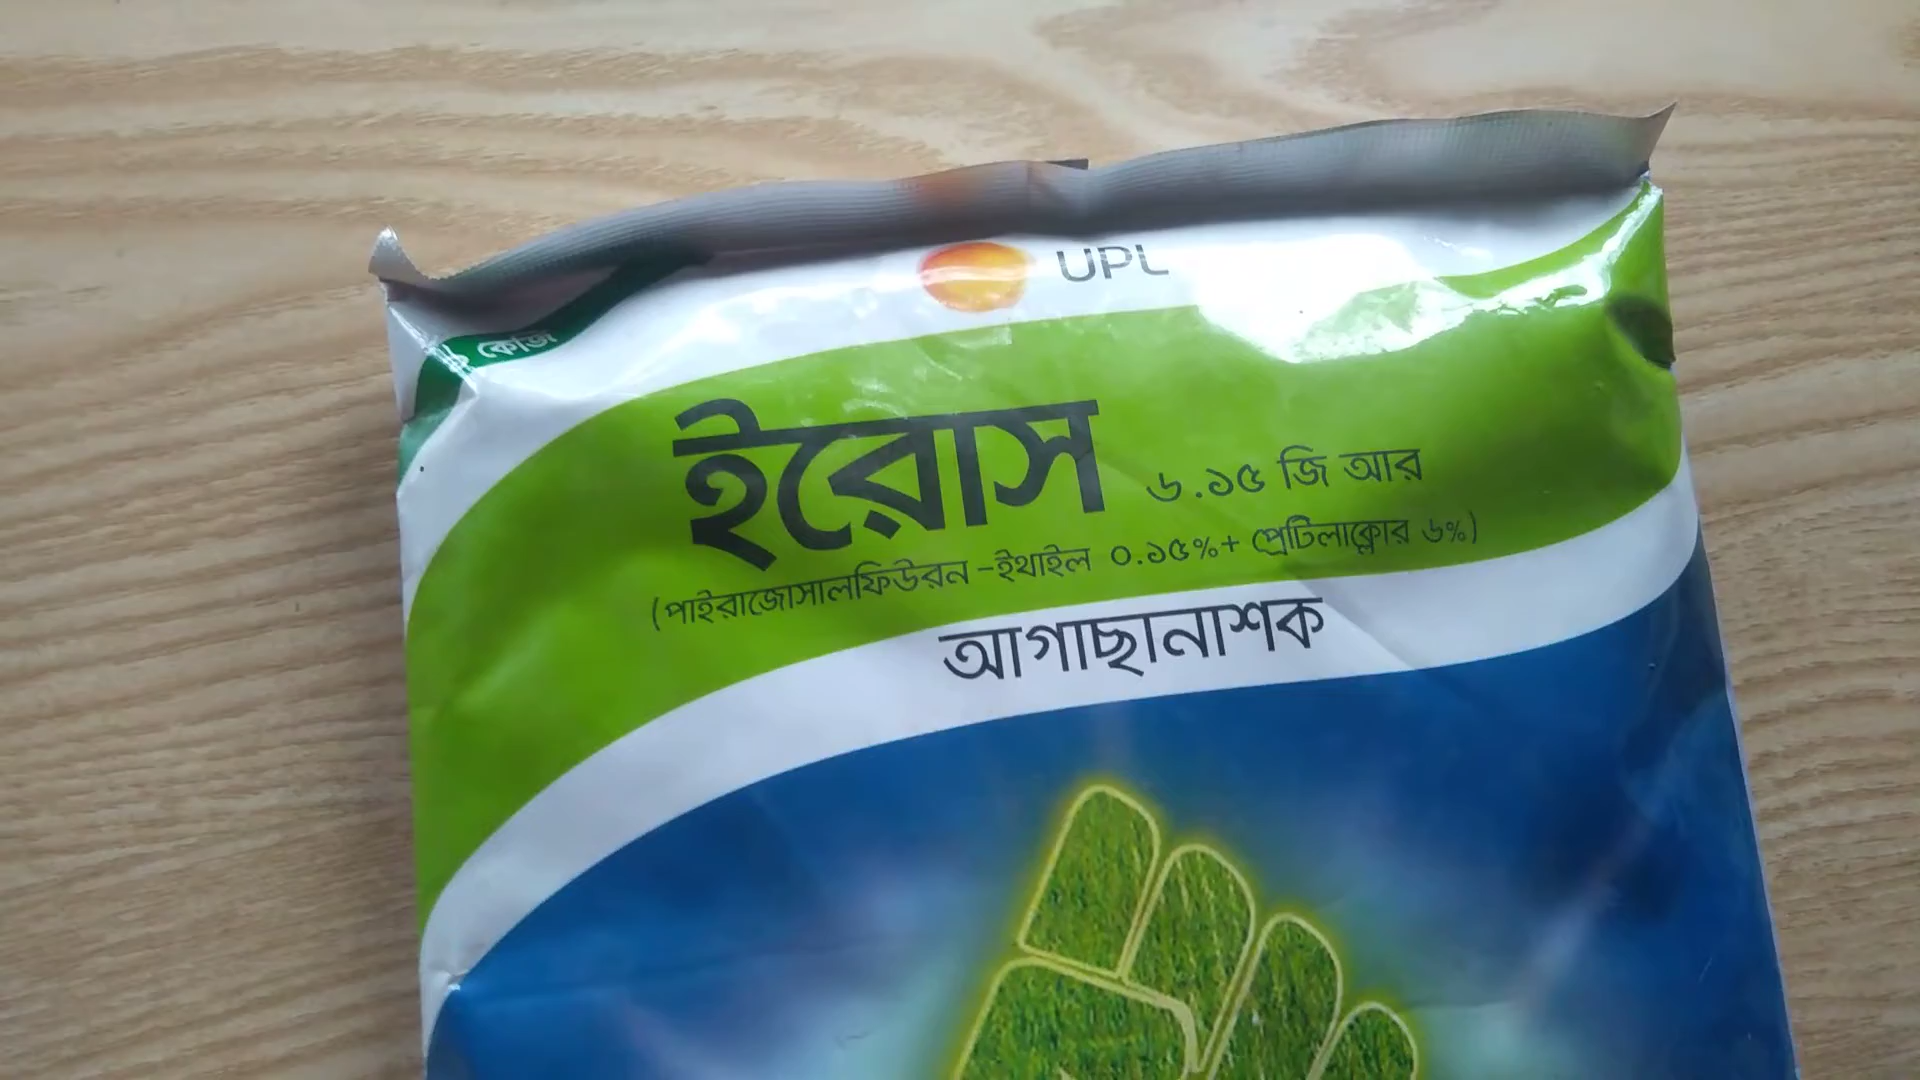 UPL
কেজি
ইরোস ৬.১৫ জি আর
(পাইরাজোসালফিউরন -ইথাইল ০.১৫%+ প্রেটিলাক্লোর ৬%)
আগাছানাশক